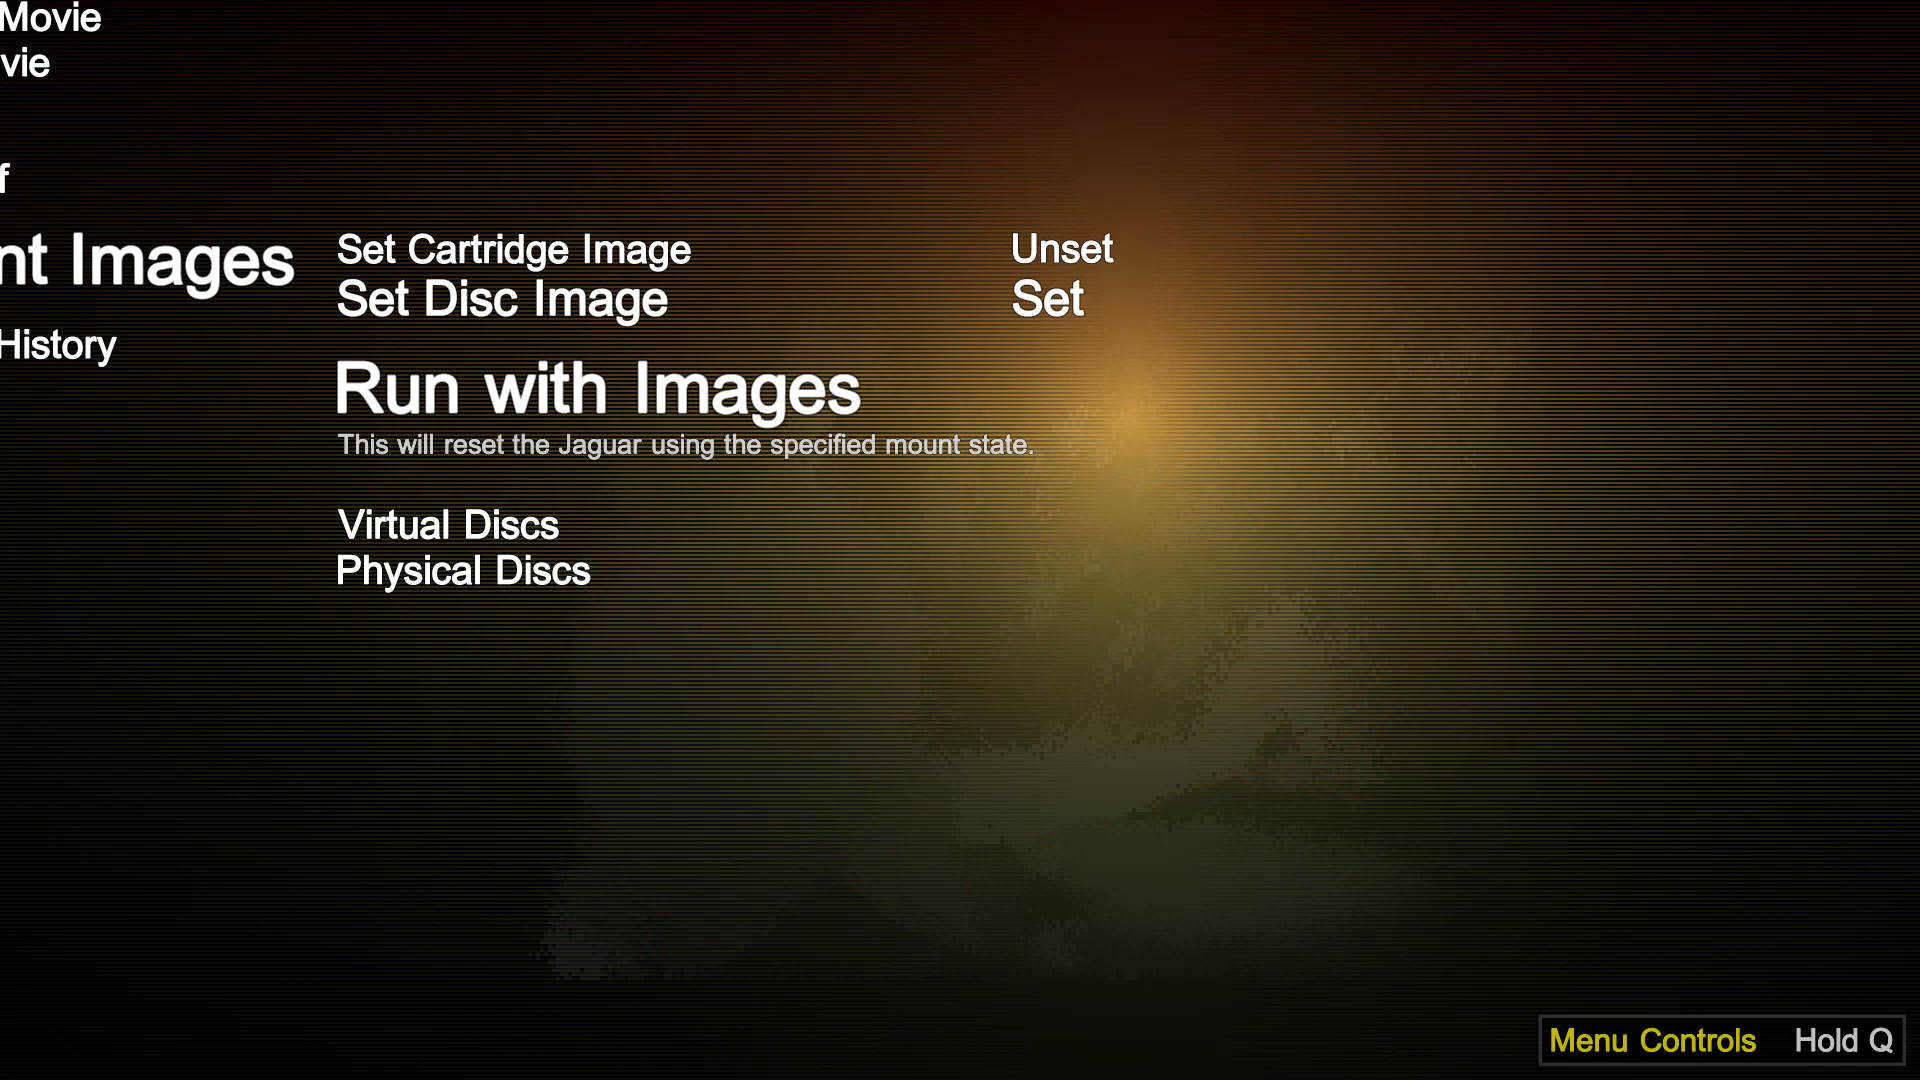 Movie
vie
f
nt Images
History
Set Cartridge Image Unset
Set Disc Image Set
Run with Images
This will reset the Jaguar using the specified mount state.
Virtual Discs
Physical Discs
Menu Controls Hold Q